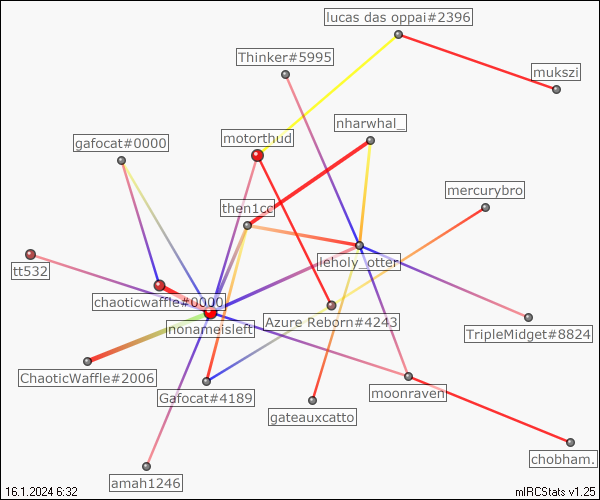 lucas das oppai#2396
Thinker#5995
mukszi
nharwhal_
motorthud
gafocat#0000
mercurybro
then1cc
leholy_otter
tt532
chaoticwaffle#0000
nonameisleft
Azure Reborn#4243
TripleMidget#8824
ChaoticWaffle#2006
Gafocat#4189
moonraven
gateauxcatto
chobham.
amah1246
16.1.2024 6:32
mIRCStats v1.25